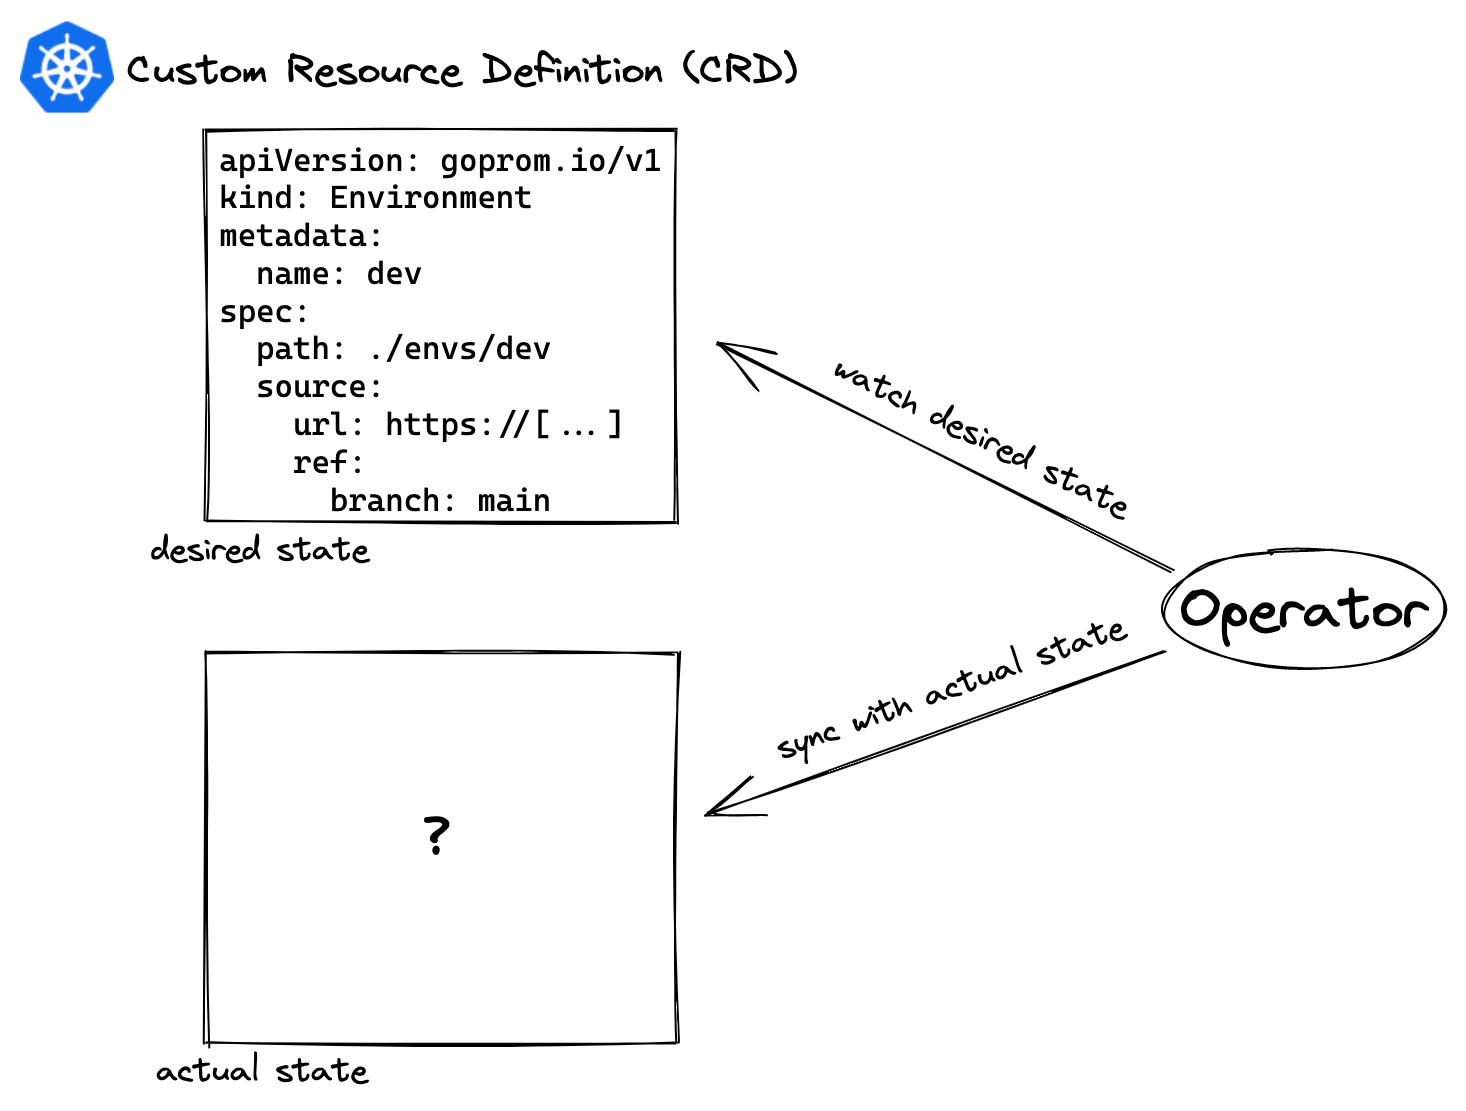 Custom Resource Definition (CRD)
apiVersion: goprom.io/v1
kind: Environment
metadata:
  name: dev
spec:
  path: ./envs/dev
  source:
    url: https://[...]
    ref:
      branch: main
desired state
watch desired state
Operator
sync with actual state
?
actual state